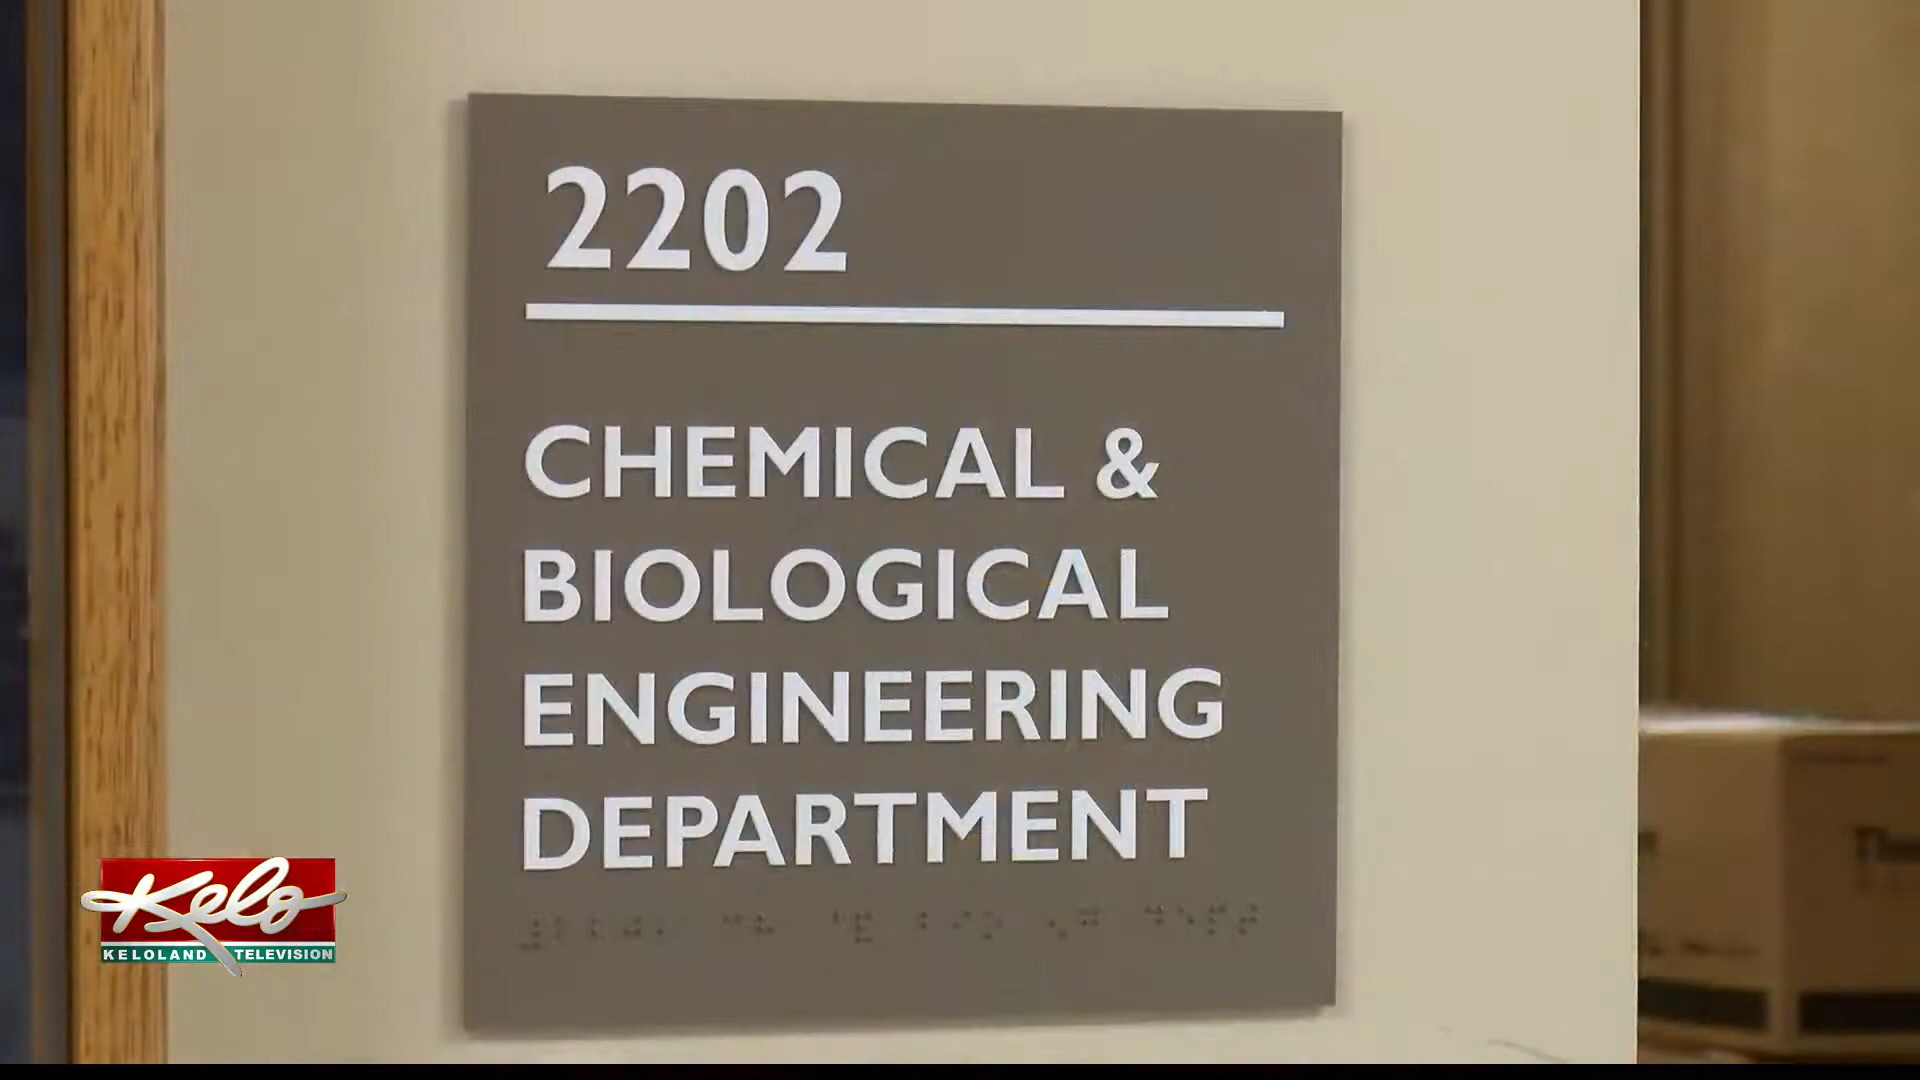 2202
CHEMICAL &
BIOLOGICAL
ENGINEERING
DEPARTMENT
Kelo
KELOLAND TELEVISION